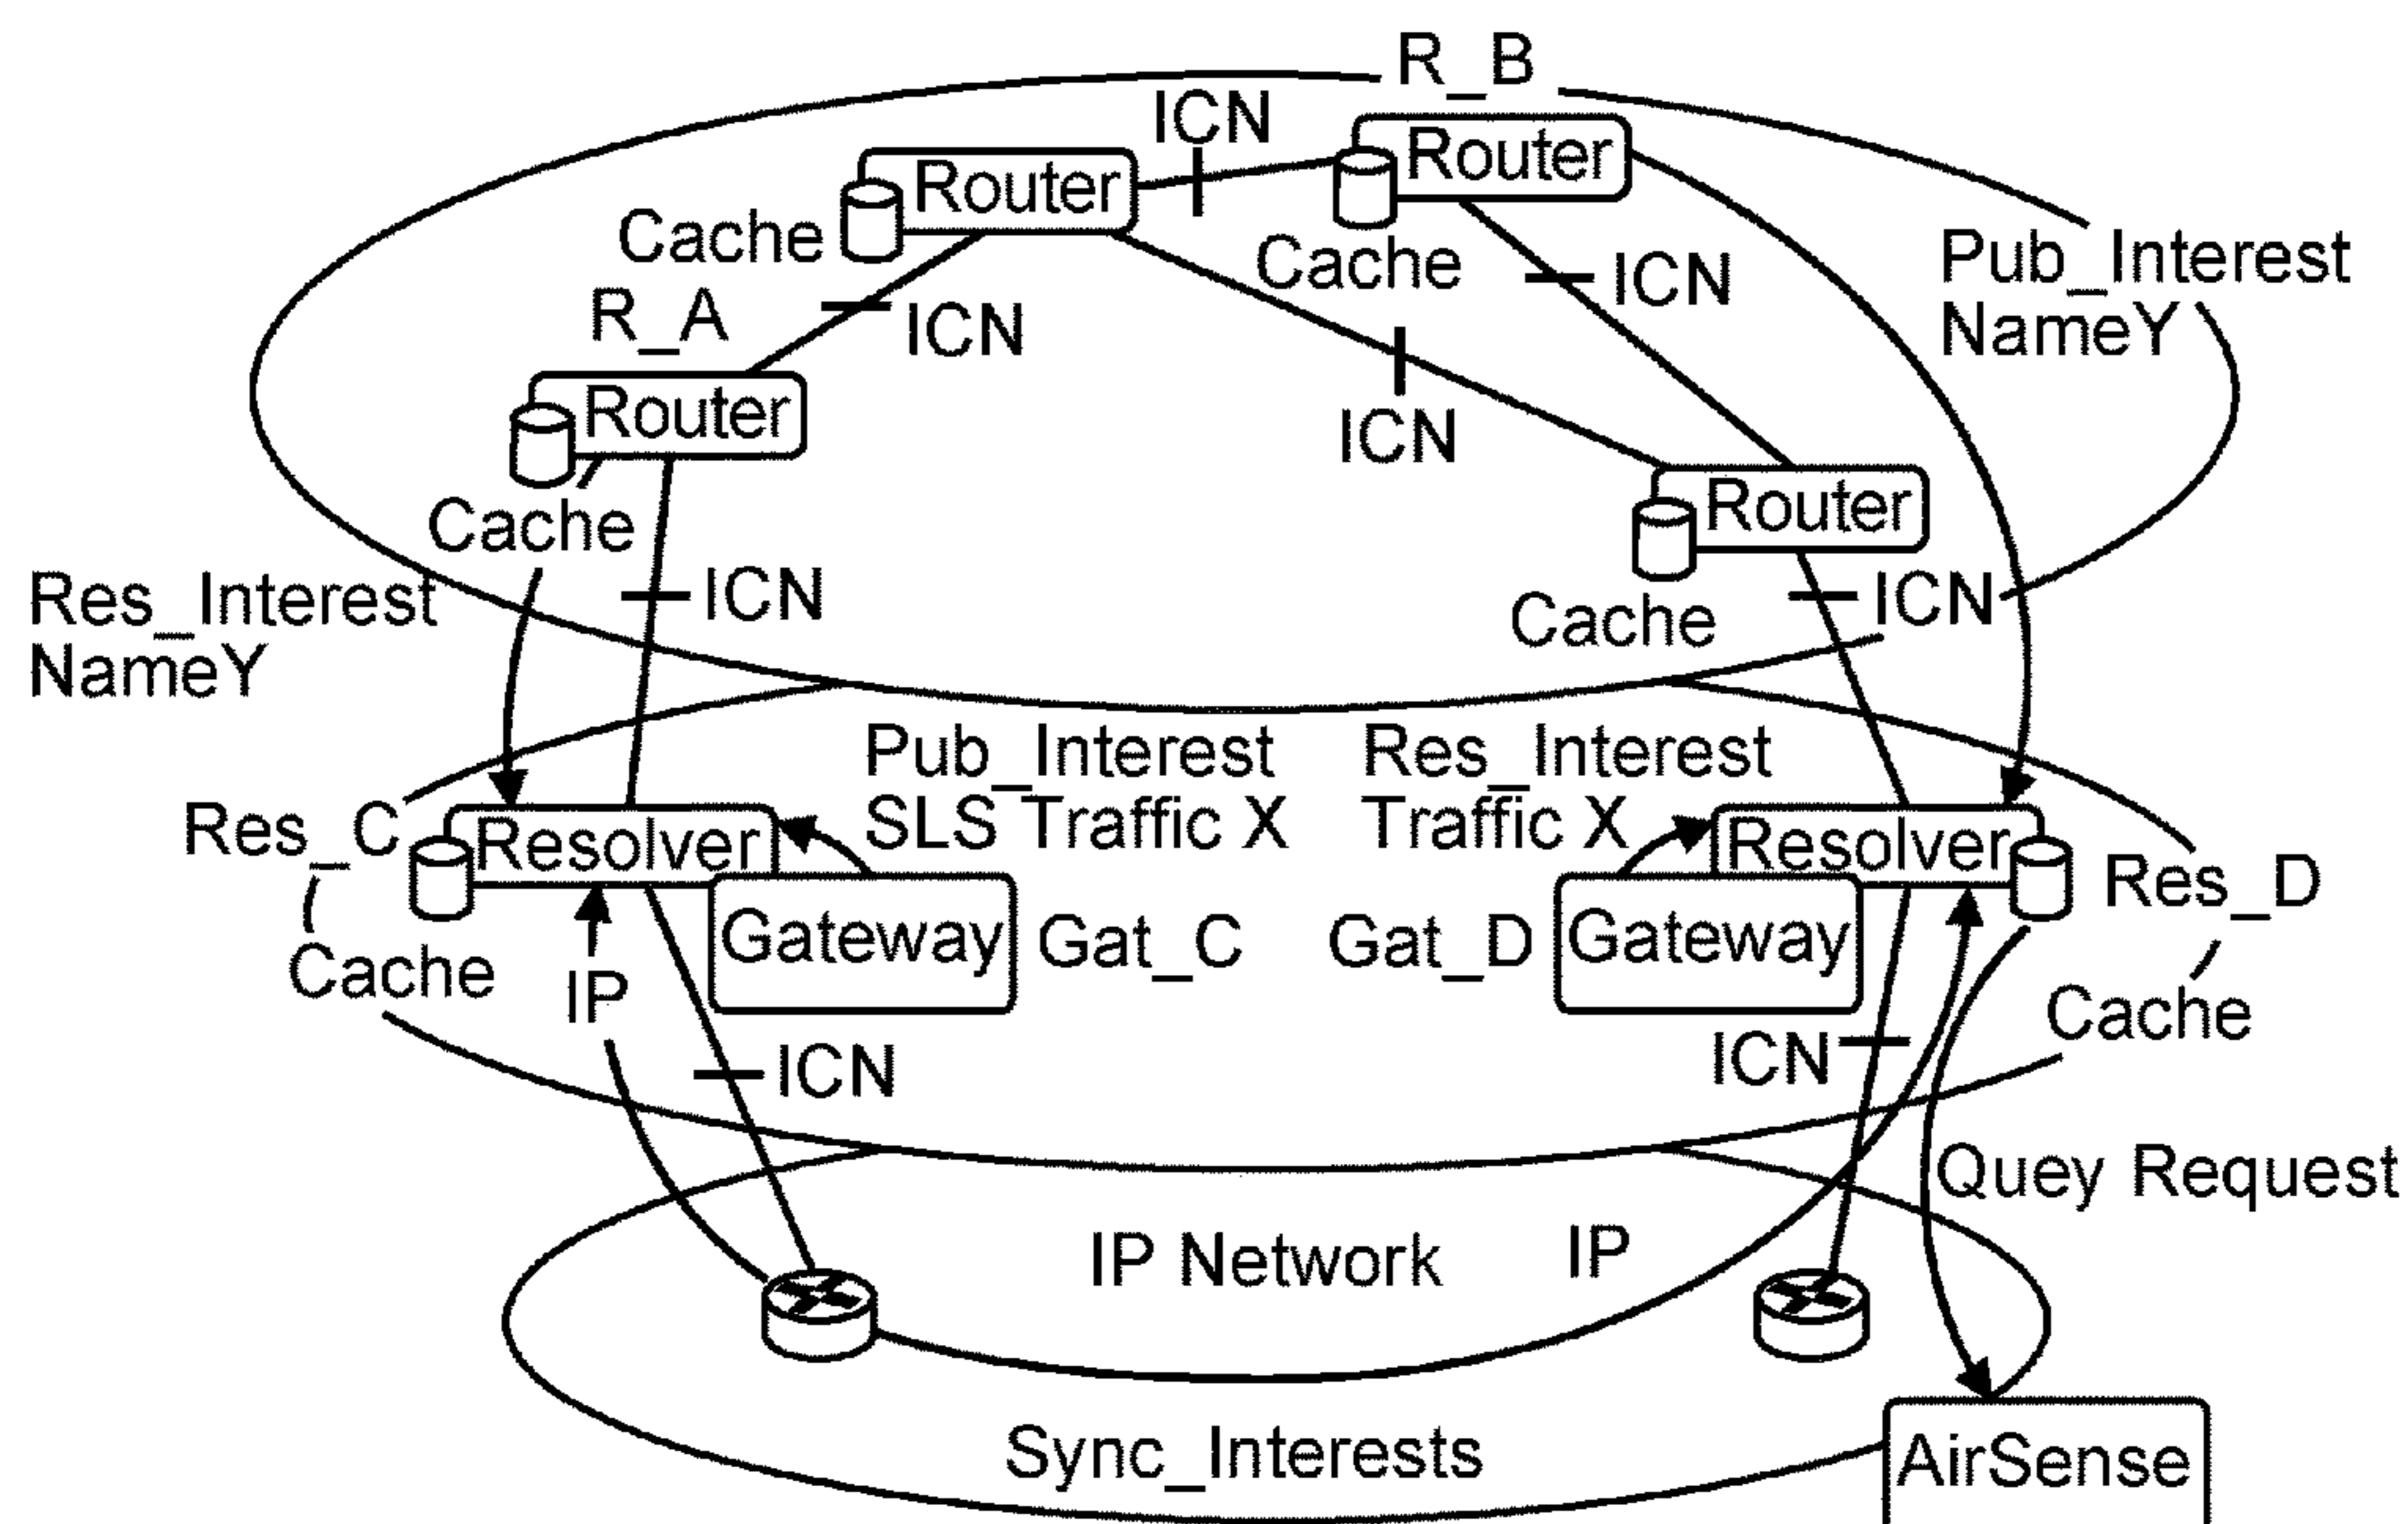 R_B
ICN
Router
Router
Cache
Cache
Pub_Interest
NameY
ICN
R_A
ICN
ICN
Router
Cache
Router
Res_Interest
NameY
ICN
ICN
Cache
Pub_Interest
SLS Traffic X
Res_Interest
Traffic X
Res_C
Resolver
Resolver
Res_D
Gateway
Gat_C
Gat_D
Gateway
Cache
IP
Cache
ICN
ICN
Quey Request
IP Network
IP
Sync_Interests
AirSense